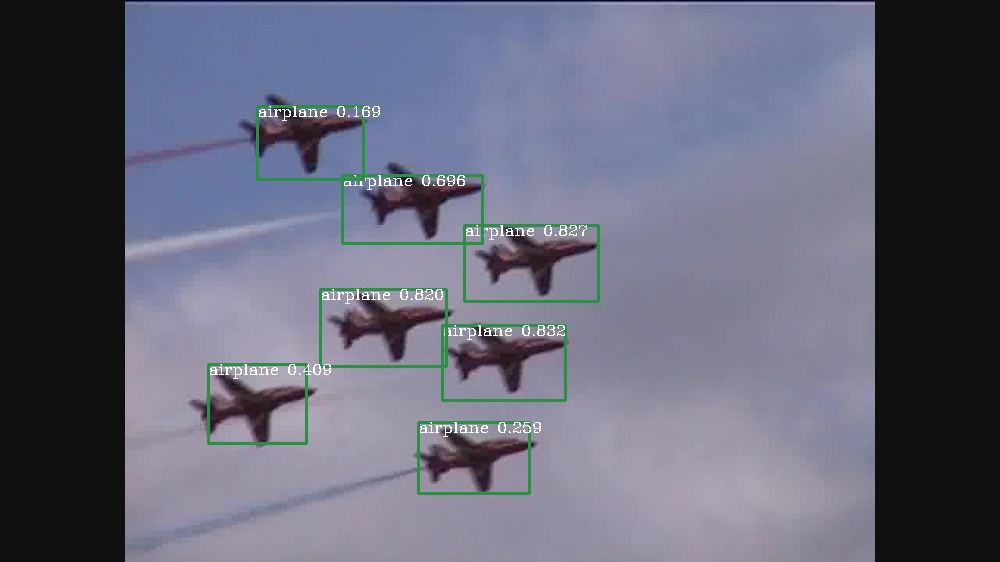 airplane 0.169
airplane 0.696
airplane 0.827
airplane 0.820
airplane 0.832
airplane 0.409
airplane 0.259